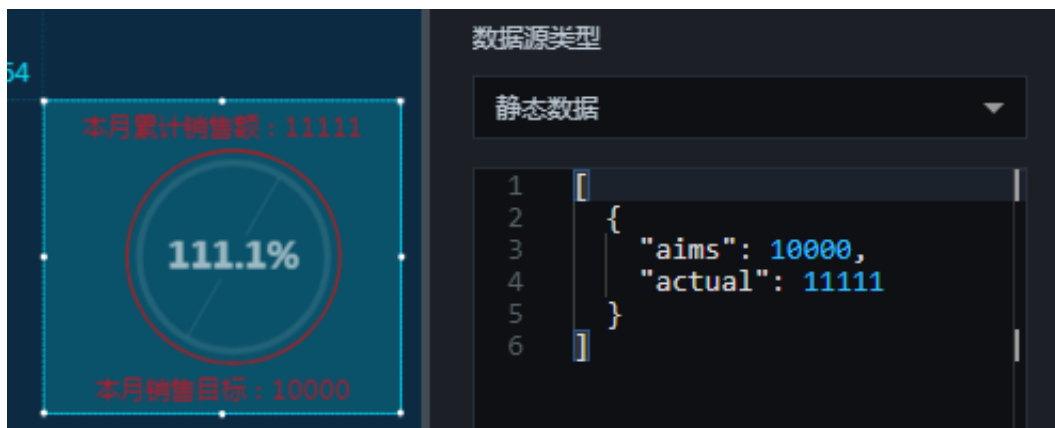 数据源类型
54
静态数据
本月累计销售额：11111
111.1%
本月销售目标：10000
1 [
2 {
3 "aims": 10000,
4 "actual": 11111
5 }
6 ]